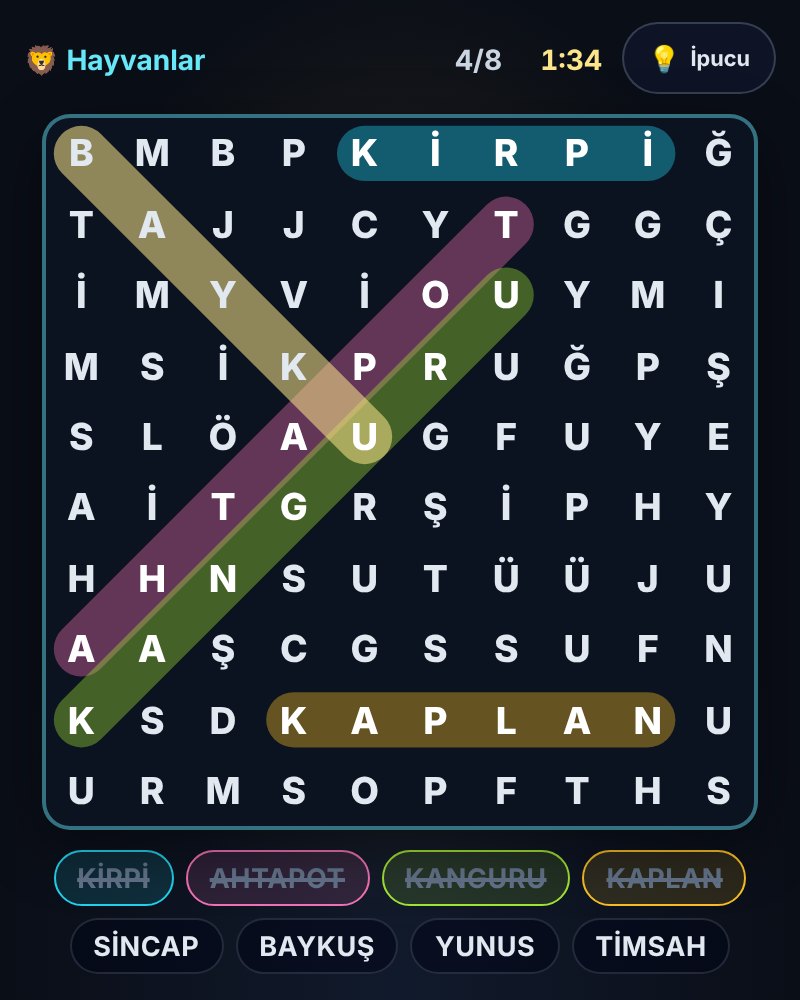 🦁 Hayvanlar 4/8 1:34 💡 İpucu
B M B P K İ R P İ Ğ
T A J J C Y T G G Ç
İ M Y V İ O U Y M I
M S İ K P R U Ğ P Ş
S L Ö A U G F U Y E
A İ T G R Ş İ P H Y
H H N S U T Ü Ü J U
A A Ş C G S S U F N
K S D K A P L A N U
U R M S O P F T H S
KİRPİ AHTAPOT KANGURU KAPLAN
SİNCAP BAYKUŞ YUNUS TİMSAH